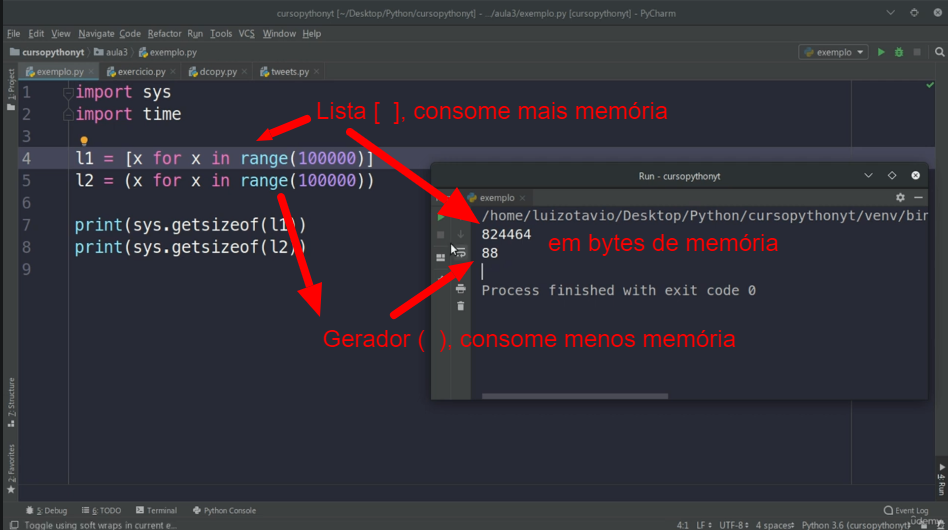 cursopythonyt [~/Desktop/Python/cursopythonyt] - .../aula3/exemplo.py [cursopythonyt] - PyCharm
File Edit View Navigate Code Refactor Run Tools VCS Window Help
cursopythonyt aula3 exemplo.py
exemplo
exemplo.py exercicio.py dcopy.py tweets.py
1: Project
1 import sys
2 import time
3
4 l1 = [x for x in range(100000)]
5 l2 = (x for x in range(100000))
6
7 print(sys.getsizeof(l1))
8 print(sys.getsizeof(l2))
9
Lista [ ], consome mais memória
Run - cursopythonyt
exemplo
/home/luizotavio/Desktop/Python/cursopythonyt/venv/bin
824464
88
em bytes de memória
Process finished with exit code 0
Gerador ( ), consome menos memória
7: Structure
2: Favorites
4: Run
5: Debug 6: TODO Terminal Python Console
Event Log
Toggle using soft wraps in current e...
4:1 LF UTF-8 4 spaces Python 3.6 (cursopythonyt)
udemy